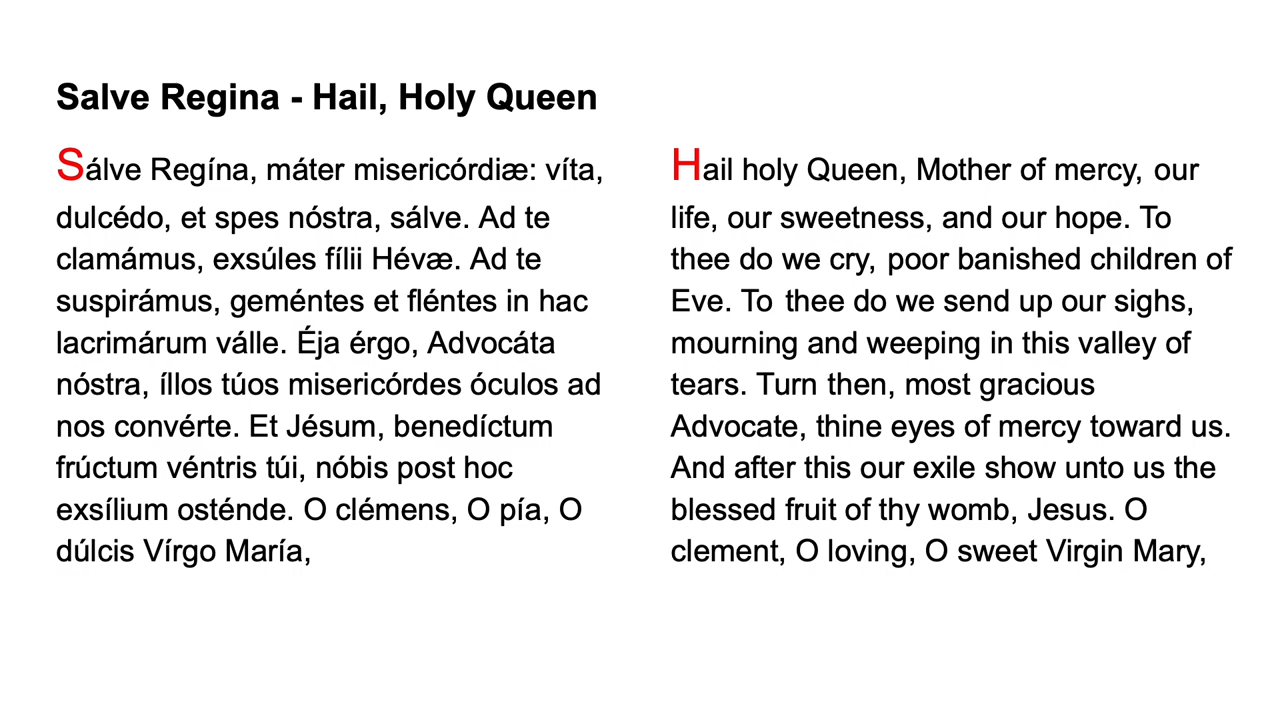 Salve Regina - Hail, Holy Queen
Sálve Regína, máter misericórdiæ: víta,
dulcédo, et spes nóstra, sálve. Ad te
clamámus, exsúles fílii Hévæ. Ad te
suspirámus, geméntes et fléntes in hac
lacrimárum válle. Éja érgo, Advocáta
nóstra, íllos túos misericórdes óculos ad
nos convérte. Et Jésum, benedíctum
frúctum véntris túi, nóbis post hoc
exsílium osténde. O clémens, O pía, O
dúlcis Vírgo María,
Hail holy Queen, Mother of mercy, our
life, our sweetness, and our hope. To
thee do we cry, poor banished children of
Eve. To thee do we send up our sighs,
mourning and weeping in this valley of
tears. Turn then, most gracious
Advocate, thine eyes of mercy toward us.
And after this our exile show unto us the
blessed fruit of thy womb, Jesus. O
clement, O loving, O sweet Virgin Mary,